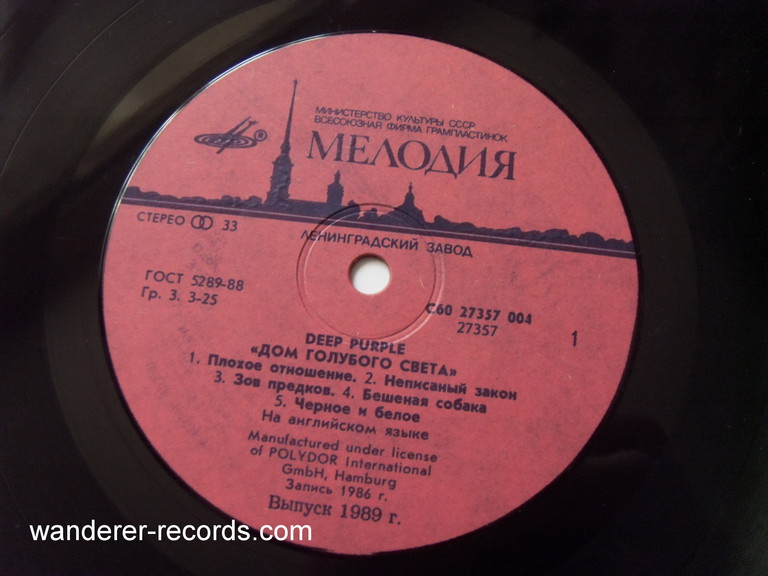 МИНИСТЕРСТВО КУЛЬТУРЫ СССР
ВСЕСОЮЗНАЯ ФИРМА ГРАМПЛАСТИНОК
®
МЕЛОДИЯ
СТЕРЕО 33
ЛЕНИНГРАДСКИЙ ЗАВОД
ГОСТ 5289-88
Гр. 3. 3-25
С60 27357 004
27357
1
DEEP PURPLE
«ДОМ ГОЛУБОГО СВЕТА»
1. Плохое отношение. 2. Неписаный закон
3. Зов предков. 4. Бешеная собака
5. Черное и белое
На английском языке
Manufactured under license
of POLYDOR International
GmbH, Hamburg
Запись 1986 г.
Выпуск 1989 г.
wanderer-records.com